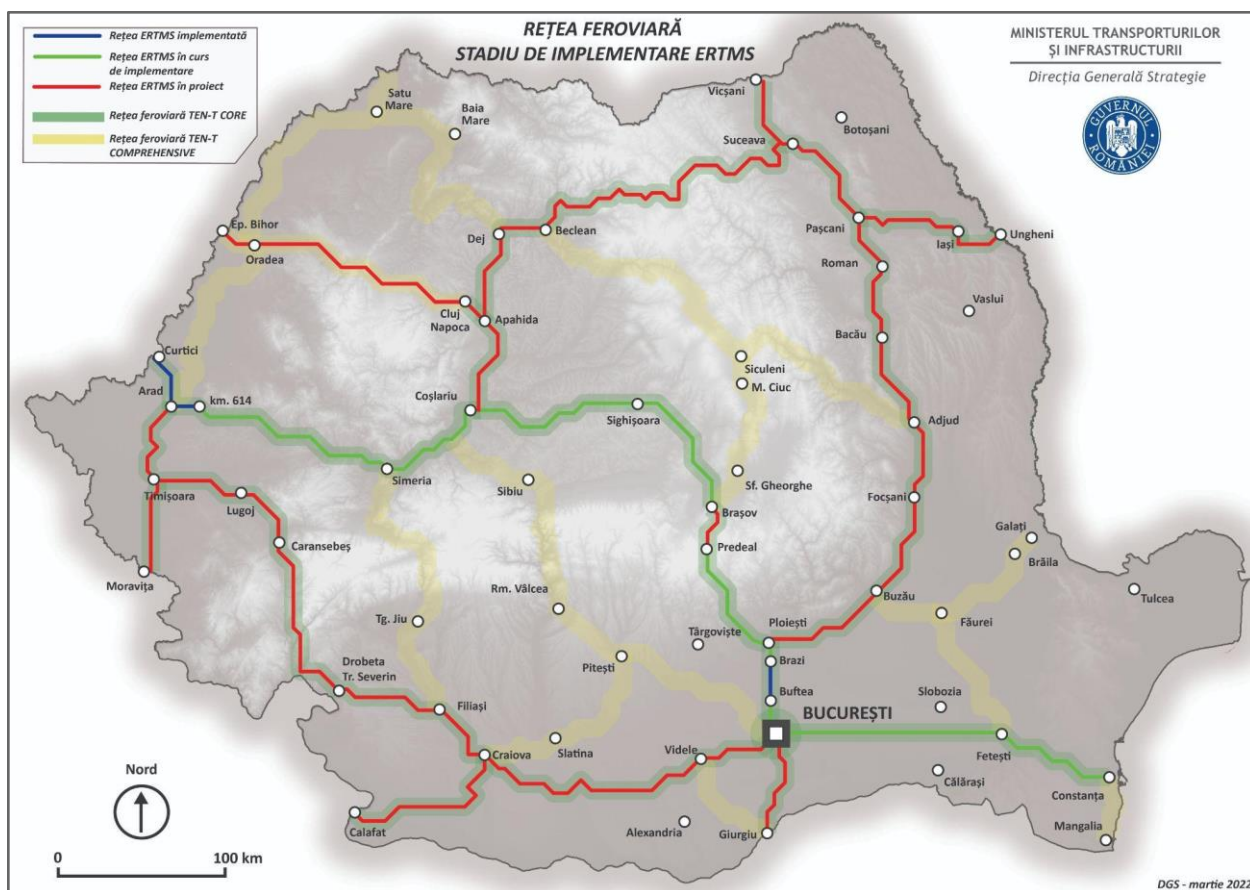 REȚEA FEROVIARĂ
STADIU DE IMPLEMENTARE ERTMS
Rețea ERTMS implementată
Rețea ERTMS în curs
de implementare
Rețea ERTMS în proiect
Rețea feroviară TEN-T CORE
Rețea feroviară TEN-T
COMPREHENSIVE
MINISTERUL TRANSPORTURILOR
ȘI INFRASTRUCTURII
Direcția Generală Strategie
GUVERNUL
ROMÂNIEI
Vicșani
Satu
Mare
Baia
Mare
Botoșani
Suceava
Ep. Bihor
Oradea
Dej
Beclean
Pașcani
Iași
Ungheni
Roman
Cluj
Napoca
Apahida
Vaslui
Bacău
Curtici
Siculeni
M. Ciuc
Arad
km. 614
Coșlariu
Sighișoara
Adjud
Simeria
Sibiu
Sf. Gheorghe
Timișoara
Lugoj
Brașov
Focșani
Caransebeș
Predeal
Galați
Brăila
Moravița
Rm. Vâlcea
Buzău
Tulcea
Tg. Jiu
Târgoviște
Ploiești
Făurei
Brazi
Pitești
Drobeta
Tr. Severin
Buftea
Slobozia
Filiași
BUCUREȘTI
Craiova
Slatina
Videle
Fetești
Călărași
Constanța
Calafat
Alexandria
Giurgiu
Mangalia
Nord
0
100 km
DGS - martie 2022